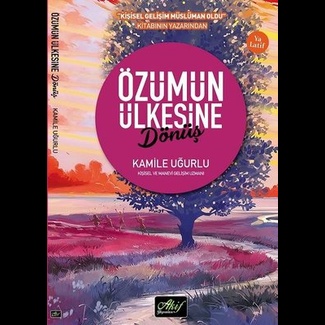 "KİŞİSEL GELİŞİM MÜSLÜMAN OLDU"
KİTABININ YAZARINDAN
Ya Latif
ÖZÜMÜN
ÜLKESİNE
Dönüş
KAMİLE UĞURLU
KİŞİSEL VE MANEVİ GELİŞİM UZMANI
Akif
ÖZÜMÜN ÜLKESİNE
Dönüş
KAMİLE UĞURLU